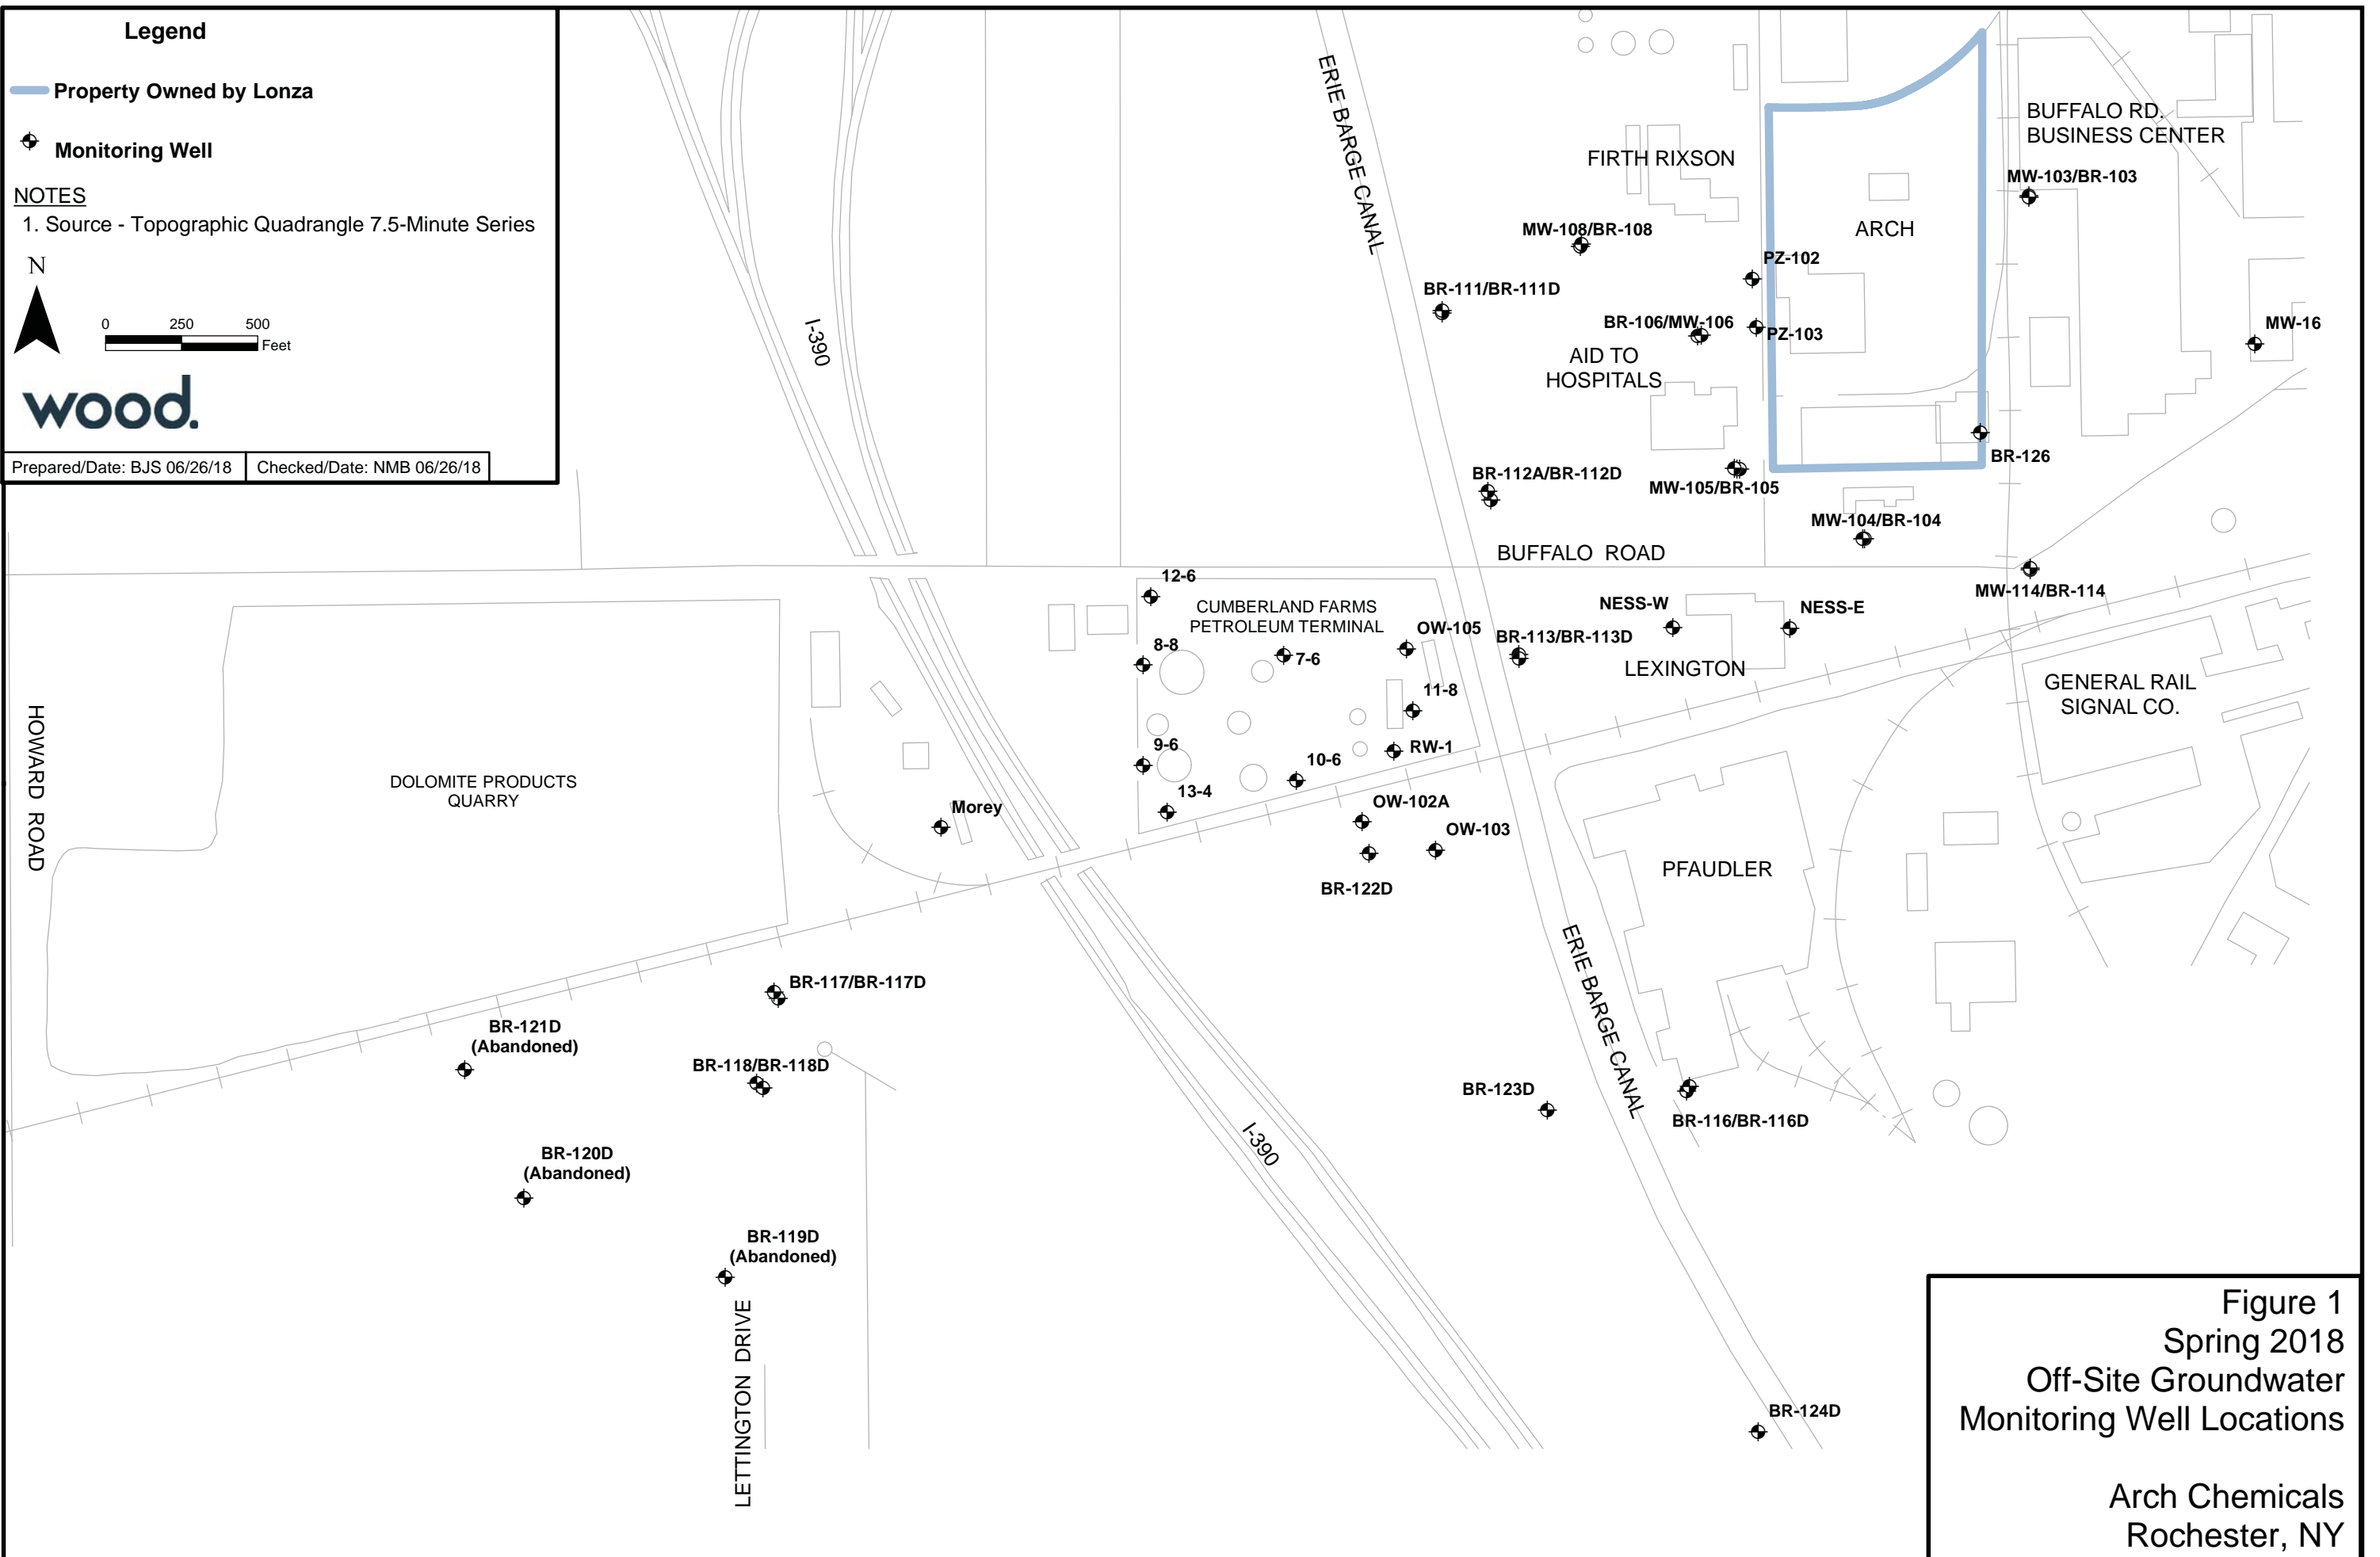 Legend
Property Owned by Lonza
Monitoring Well
NOTES
1. Source - Topographic Quadrangle 7.5-Minute Series
N
0 250 500
Feet
wood.
Prepared/Date: BJS 06/26/18 Checked/Date: NMB 06/26/18
I-390
ERIE BARGE CANAL
FIRTH RIXSON
BUFFALO RD.
BUSINESS CENTER
MW-103/BR-103
ARCH
MW-108/BR-108
PZ-102
BR-111/BR-111D
BR-106/MW-106
PZ-103
MW-16
AID TO
HOSPITALS
BR-126
BR-112A/BR-112D
MW-105/BR-105
MW-104/BR-104
BUFFALO ROAD
12-6
CUMBERLAND FARMS
PETROLEUM TERMINAL
NESS-W
NESS-E
MW-114/BR-114
OW-105
BR-113/BR-113D
8-8
7-6
LEXINGTON
11-8
GENERAL RAIL
SIGNAL CO.
HOWARD ROAD
9-6
RW-1
10-6
DOLOMITE PRODUCTS
QUARRY
13-4
Morey
OW-102A
OW-103
PFAUDLER
BR-122D
BR-117/BR-117D
ERIE BARGE CANAL
BR-121D
(Abandoned)
BR-118/BR-118D
BR-123D
BR-116/BR-116D
I-390
BR-120D
(Abandoned)
BR-119D
(Abandoned)
LETTINGTON DRIVE
BR-124D
Figure 1
Spring 2018
Off-Site Groundwater
Monitoring Well Locations
Arch Chemicals
Rochester, NY